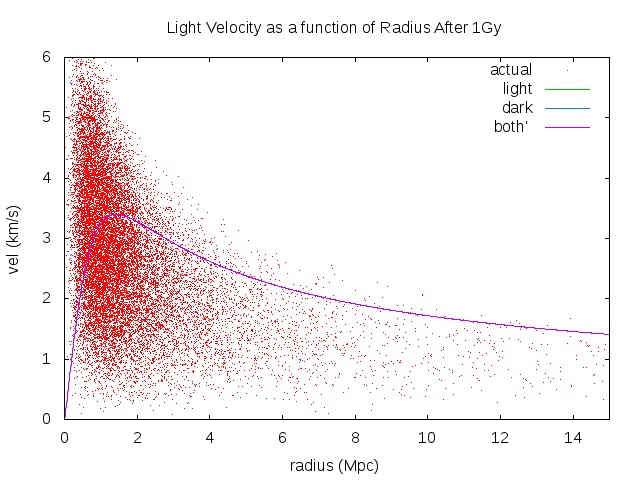 Light Velocity as a function of Radius After 1Gy
actual
light
dark
both'
vel (km/s)
6
5
4
3
2
1
0
0 2 4 6 8 10 12 14
radius (Mpc)